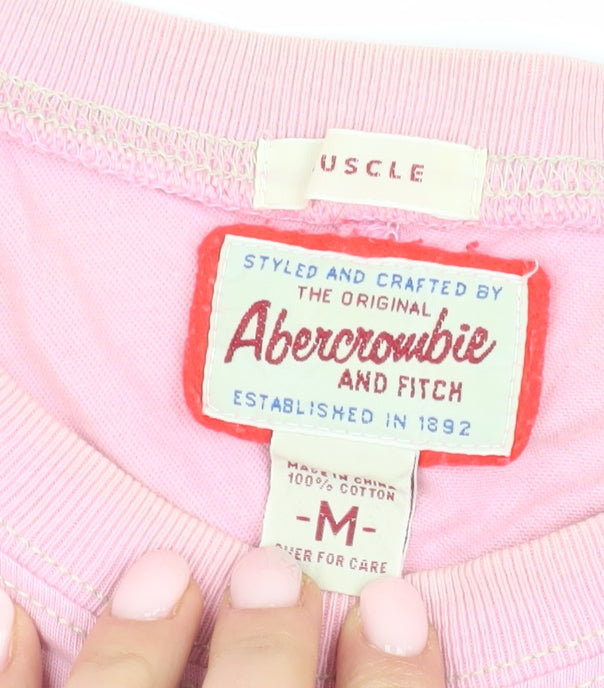 USCLE
STYLED AND CRAFTED BY
THE ORIGINAL
Abercrombie
AND FITCH
ESTABLISHED IN 1892
MADE IN CHINA
100% COTTON
-M-
OVER FOR CARE